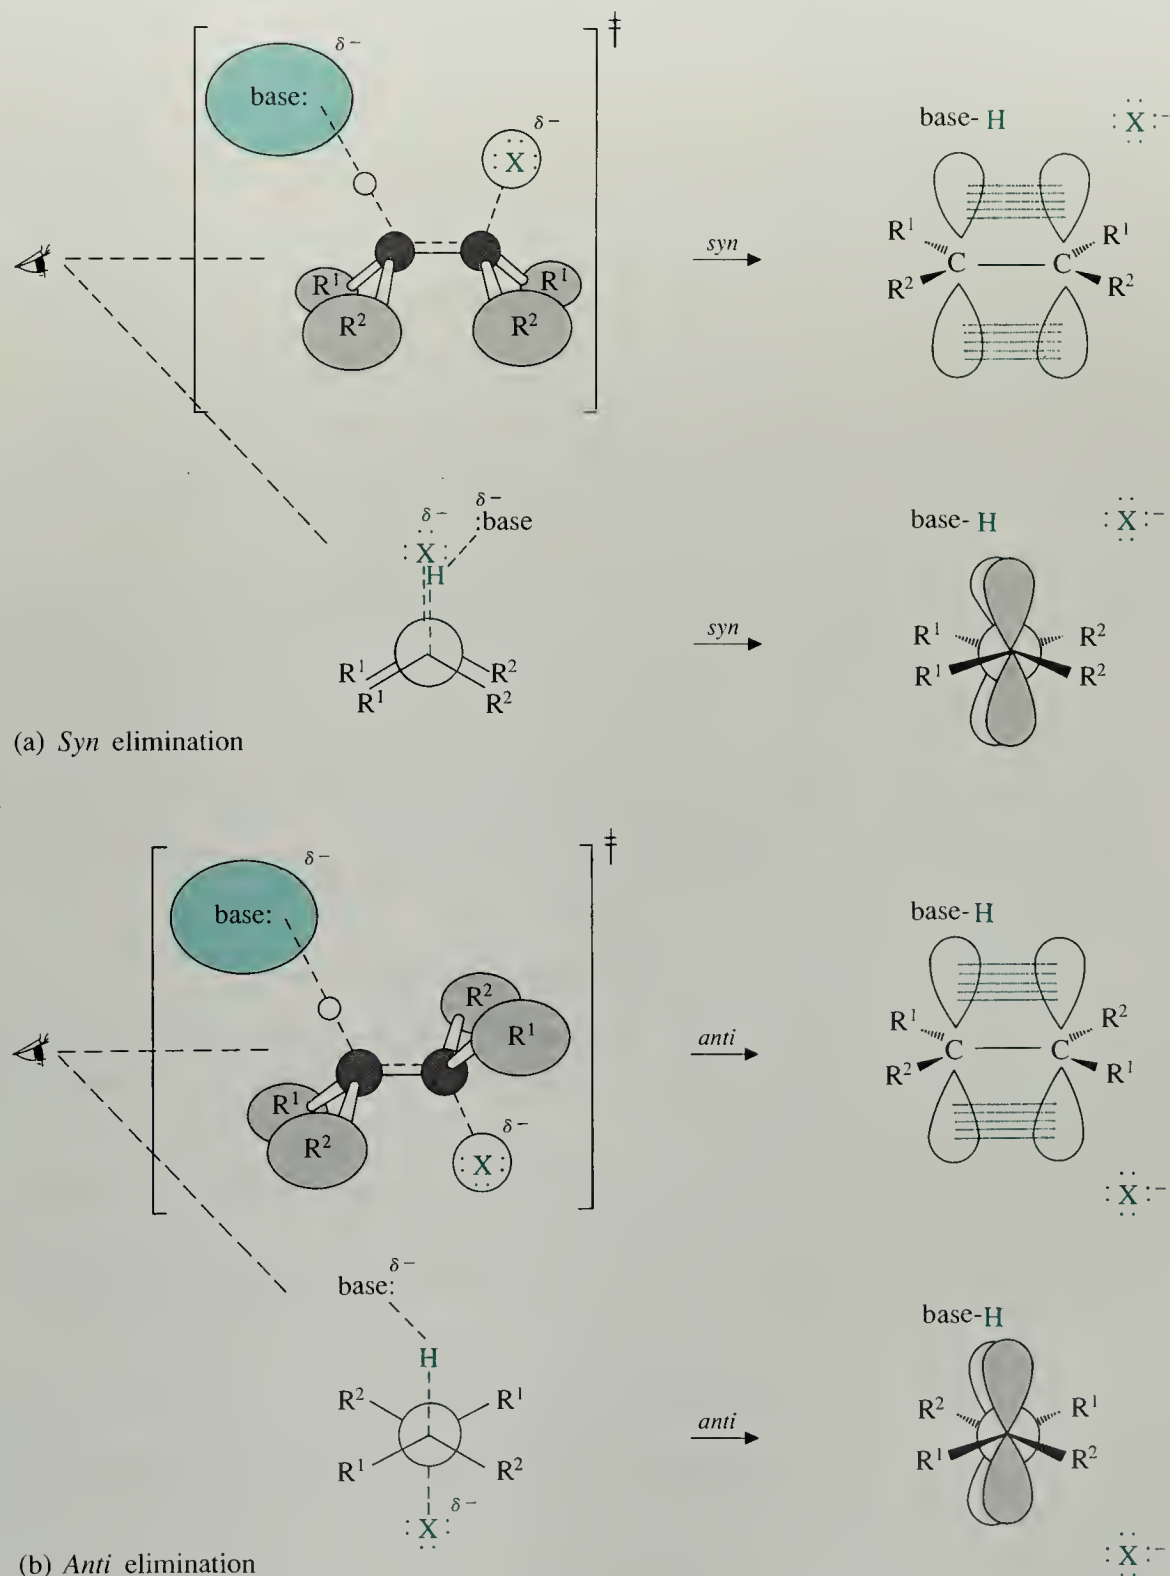 δ− ‡
base: δ−
:X:
base-H :X:−
R¹ R¹ syn R¹ R¹
C C
R² R² R² R²
δ−
δ− :base
:X:
H
base-H :X:−
syn
R¹ R²
R¹ R² R¹ R²
R¹ R²
(a) Syn elimination
δ− ‡
base:
base-H
R²
R¹ anti R¹ R²
C C
R¹ R² R¹
R² δ−
:X:
:X:−
δ−
base:
base-H
H
R² R¹ anti R² R¹
R¹ R² R¹ R²
δ−
:X:
:X:−
(b) Anti elimination